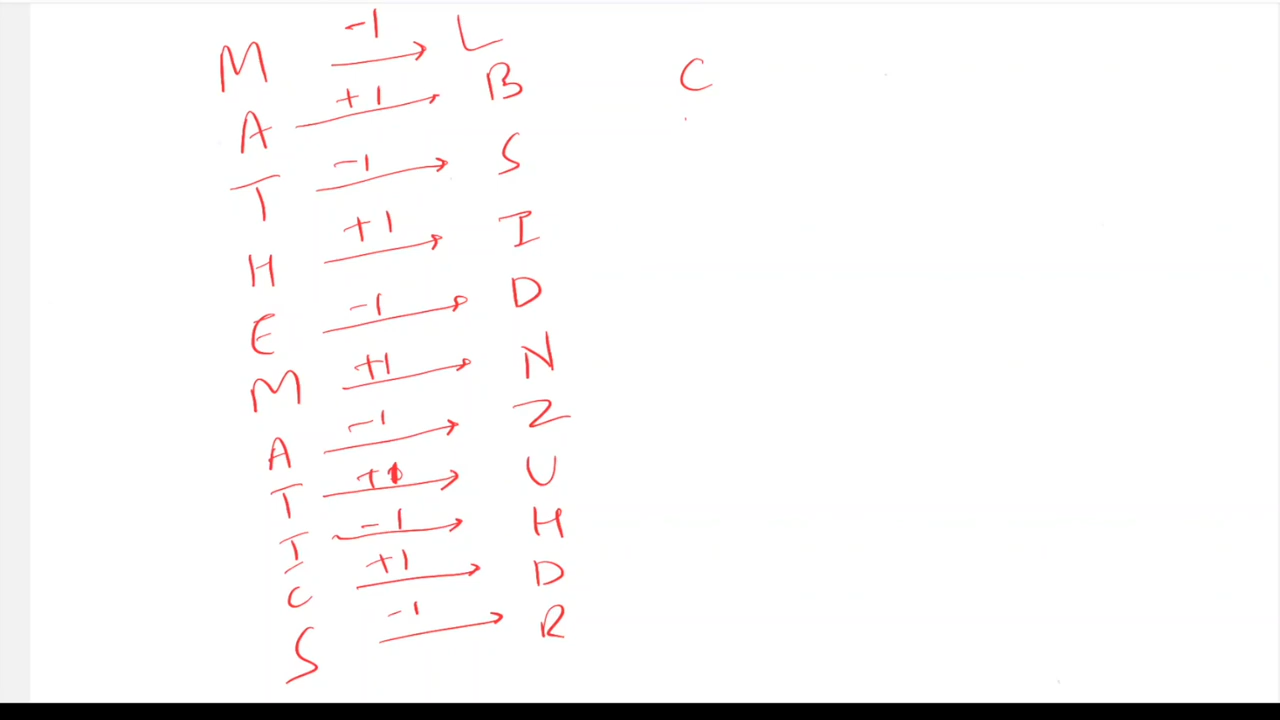 M -1 → L
A +1 → B C
T -1 → S
H +1 → I
E -1 → D
M +1 → N
A -1 → Z
T +1 → U
I -1 → H
C +1 → D
S -1 → R